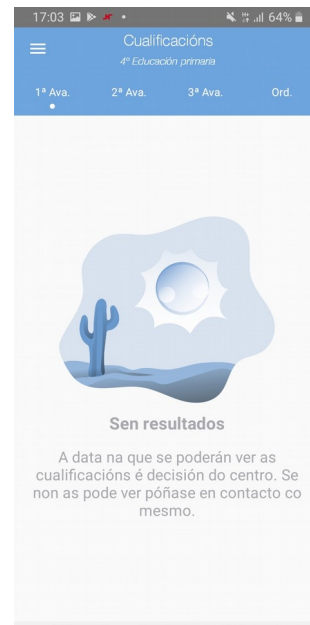 17:03 64%
Cualificacións
4º Educación primaria
1ª Ava. 2ª Ava. 3ª Ava. Ord.
Sen resultados
A data na que se poderán ver as
cualificacións é decisión do centro. Se
non as pode ver póñase en contacto co
mesmo.